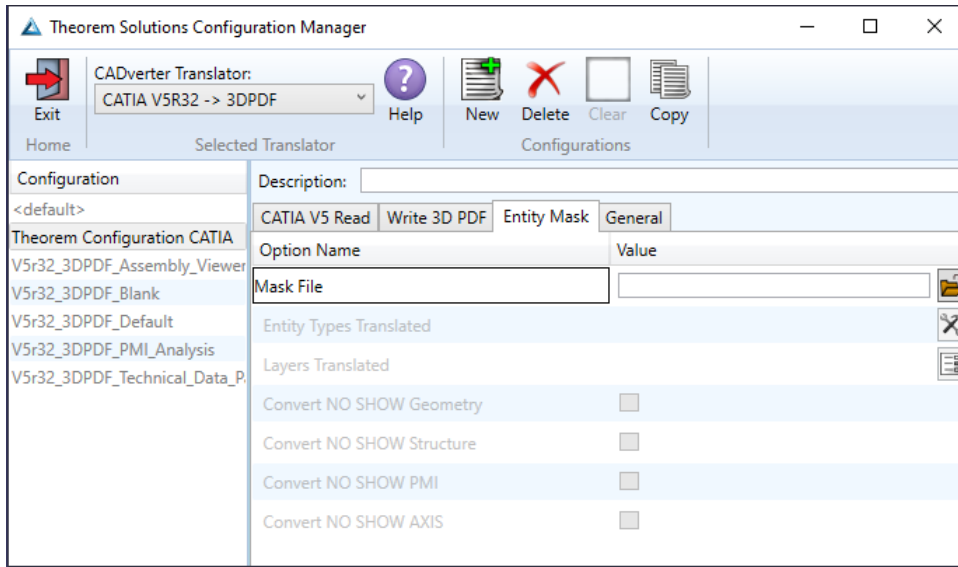 Theorem Solutions Configuration Manager
CADverter Translator:
CATIA V5R32 -> 3DPDF
Exit
Help
New
Delete
Clear
Copy
Home
Selected Translator
Configurations
Configuration
<default>
Theorem Configuration CATIA
V5r32_3DPDF_Assembly_Viewer
V5r32_3DPDF_Blank
V5r32_3DPDF_Default
V5r32_3DPDF_PMI_Analysis
V5r32_3DPDF_Technical_Data_P
Description:
CATIA V5 Read
Write 3D PDF
Entity Mask
General
Option Name
Value
Mask File
Entity Types Translated
Layers Translated
Convert NO SHOW Geometry
Convert NO SHOW Structure
Convert NO SHOW PMI
Convert NO SHOW AXIS